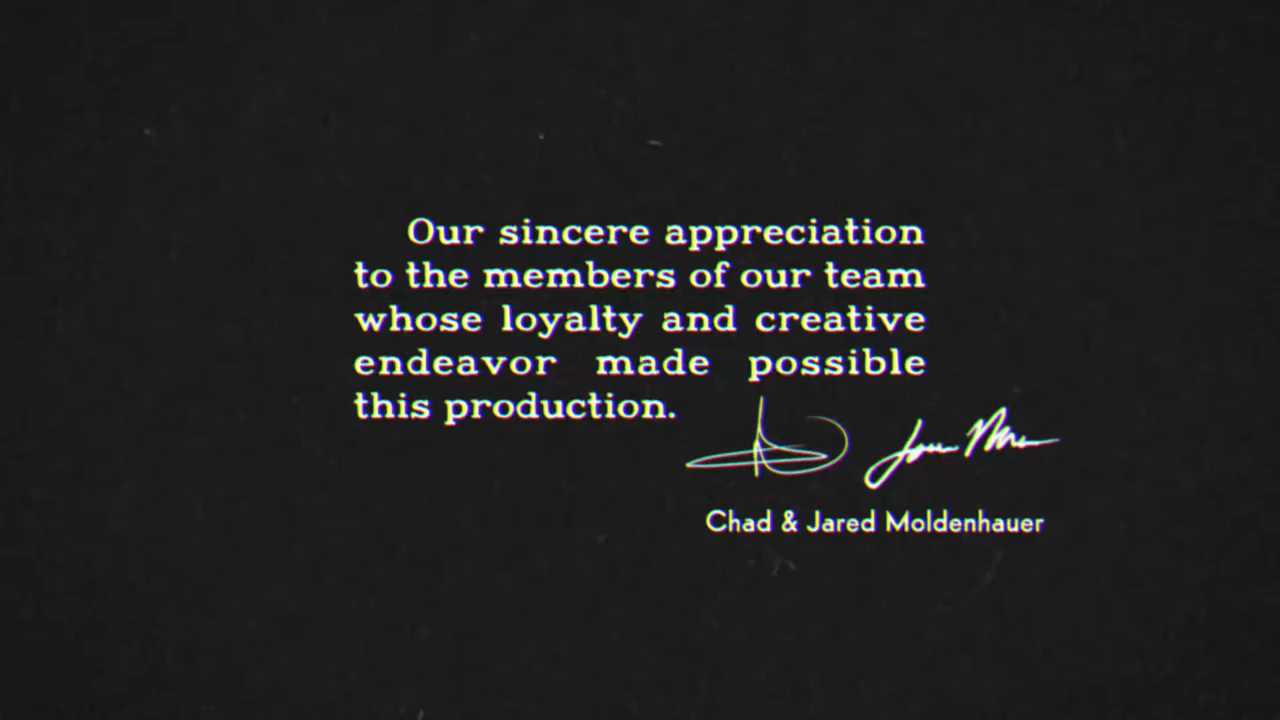 Our sincere appreciation
to the members of our team
whose loyalty and creative
endeavor made possible
this production.
Chad & Jared Moldenhauer